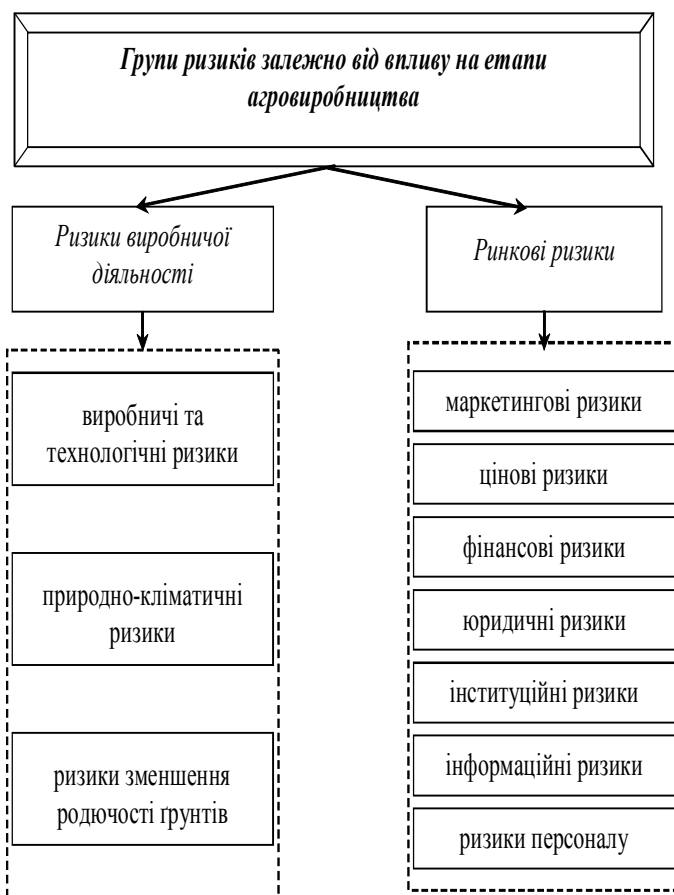 Групи ризиків залежно від впливу на етапи
агровиробництва
Ризики виробничої
діяльності
Ринкові ризики
виробничі та
технологічні ризики
природно-кліматичні
ризики
ризики зменшення
родючості ґрунтів
маркетингові ризики
цінові ризики
фінансові ризики
юридичні ризики
інституційні ризики
інформаційні ризики
ризики персоналу